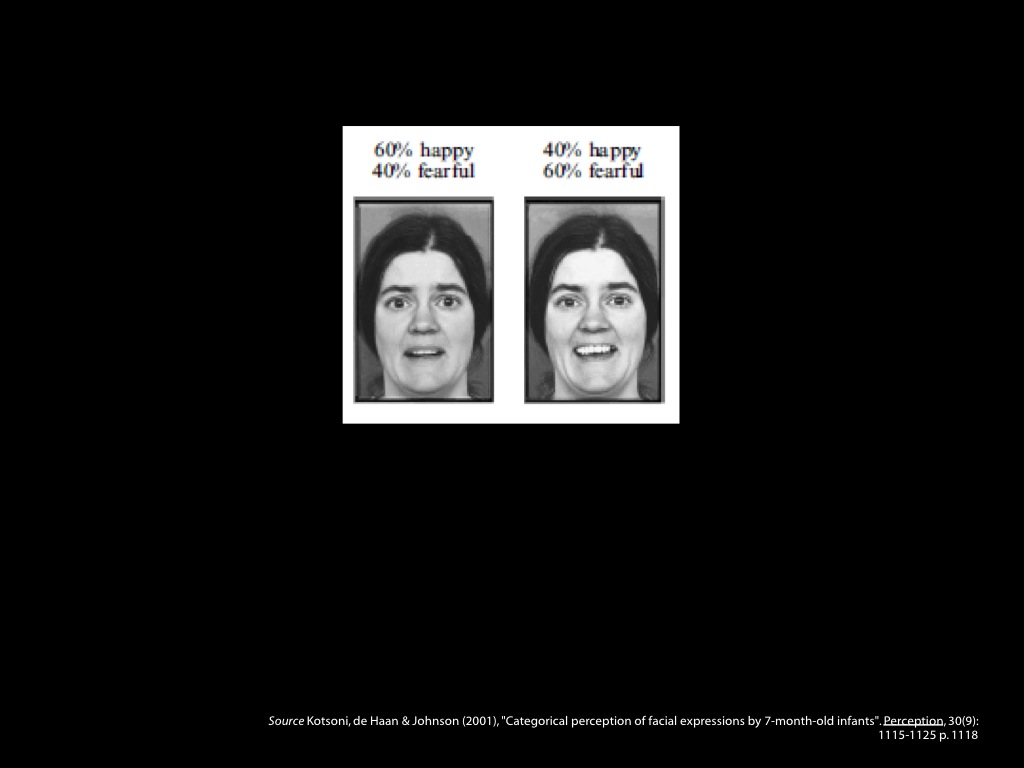 60% happy
40% fearful
40% happy
60% fearful
Source Kotsoni, de Haan & Johnson (2001), "Categorical perception of facial expressions by 7-month-old infants". Perception, 30(9):
1115-1125 p. 1118